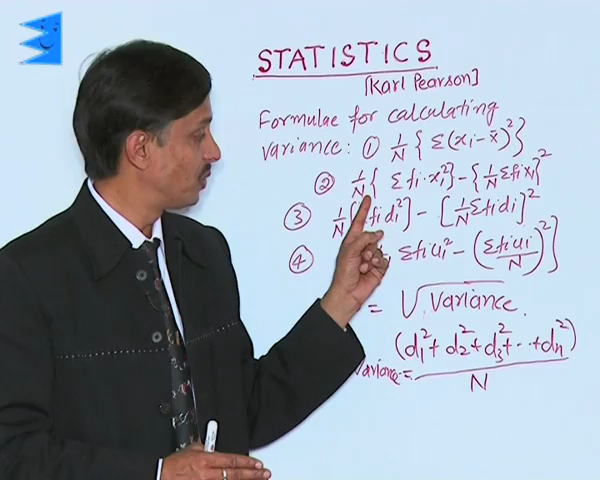 STATISTICS
[Karl Pearson]
Formulae for calculating
variance: ① 1/N { Σ(xi - x̄)² }
② 1/N { Σfi·xi² } - { 1/N Σfixi }²
③ 1/N [ Σfidi² ] - [ 1/N Σfidi ]²
④ Σfiui² - ( Σfiui / N )² }
= √Variance.
Variance = (d₁² + d₂² + d₃² + ·· + dn²) / N